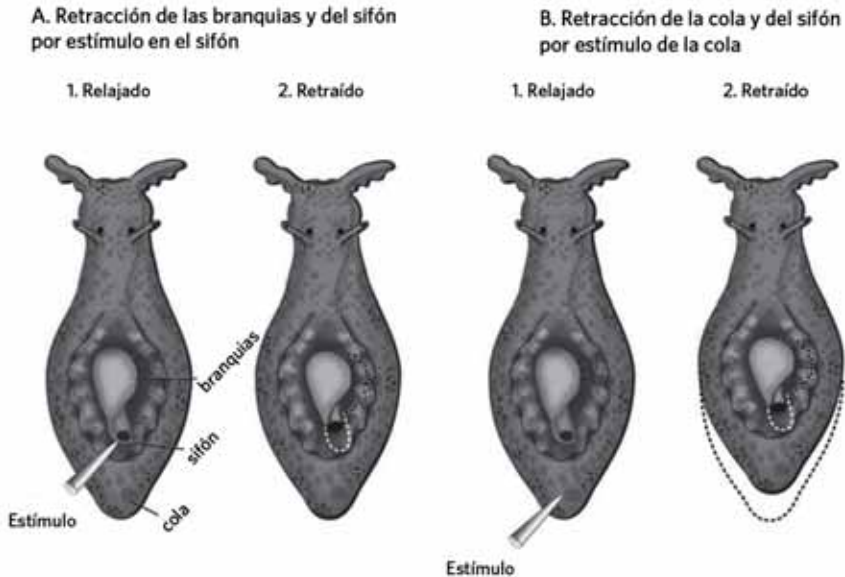 A. Retracción de las branquias y del sifón
por estímulo en el sifón
1. Relajado
2. Retraído
branquias
sifón
cola
Estímulo
B. Retracción de la cola y del sifón
por estímulo de la cola
1. Relajado
2. Retraído
Estímulo